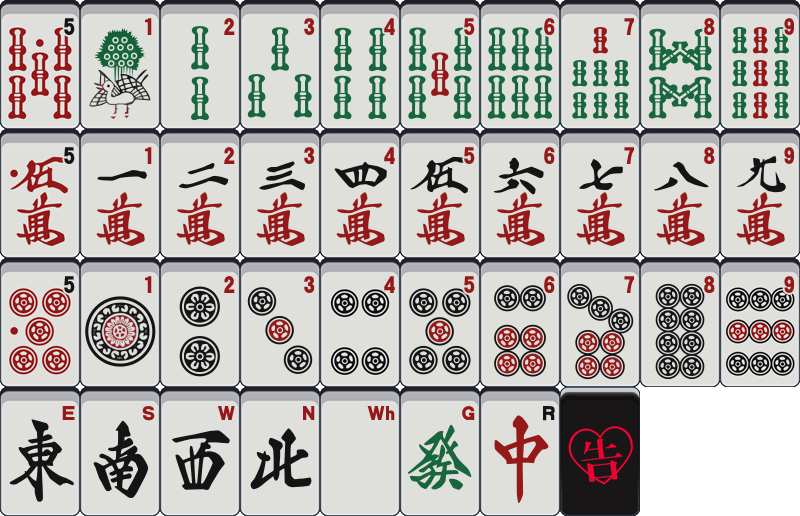 5 1 2 3 4 5 6 7 8 9
5 1 2 3 4 5 6 7 8 9
伍 一 二 三 四 伍 六 七 八 九
萬 萬 萬 萬 萬 萬 萬 萬 萬 萬
5 1 2 3 4 5 6 7 8 9
E S W N Wh G R
東 南 西 北 發 中 告